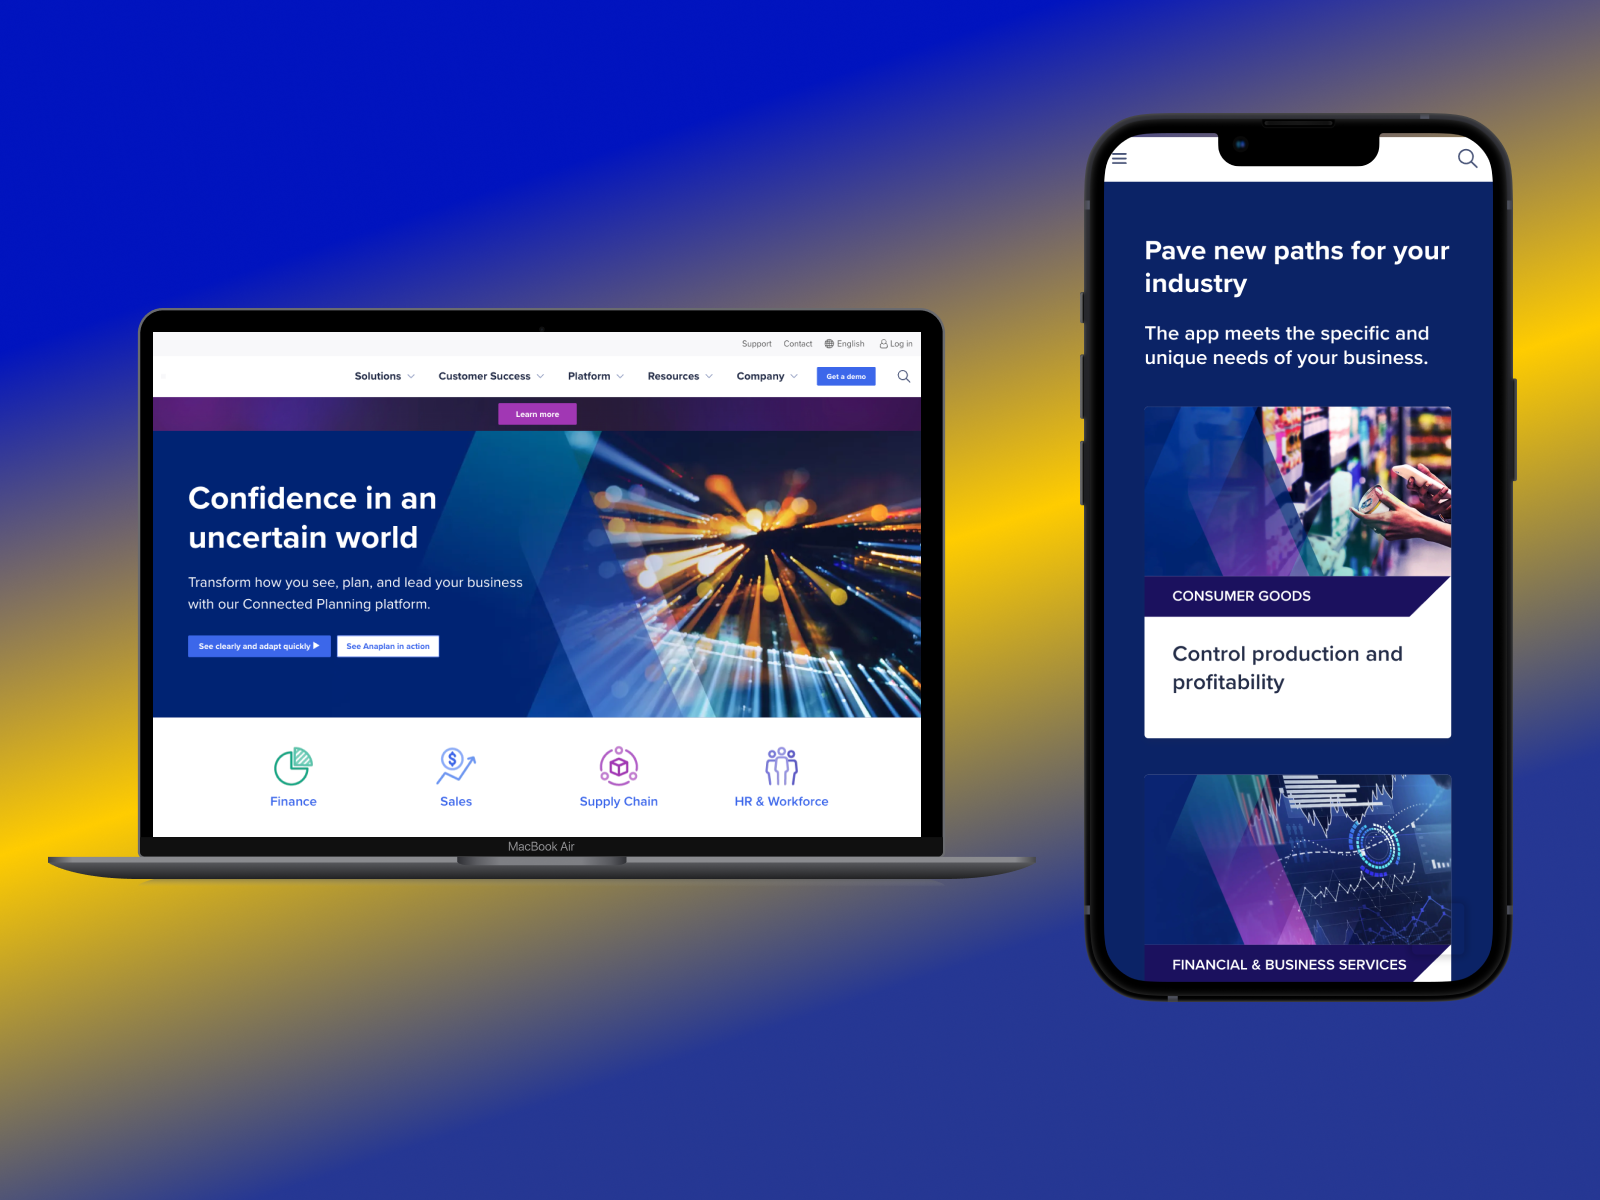 Support Contact English Log in
Solutions Customer Success Platform Resources Company Get a demo
Learn more
Confidence in an
uncertain world
Transform how you see, plan, and lead your business
with our Connected Planning platform.
See clearly and adapt quickly See Anaplan in action
$
Finance Sales Supply Chain HR & Workforce
MacBook Air
Pave new paths for your
industry
The app meets the specific and
unique needs of your business.
CONSUMER GOODS
Control production and
profitability
FINANCIAL & BUSINESS SERVICES